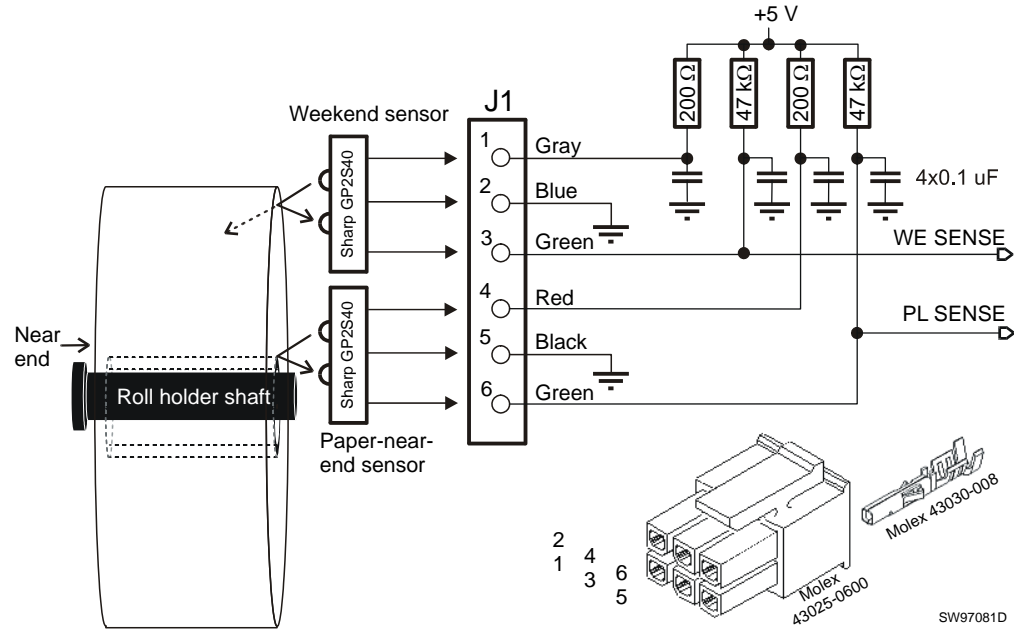 +5 V
200 Ω
47 kΩ
200 Ω
47 kΩ
J1
Weekend sensor
Sharp GP2S40
1
Gray
4x0.1 uF
2
Blue
3
Green
WE SENSE
4
Red
PL SENSE
Sharp GP2S40
5
Black
Near
end
Roll holder shaft
6
Green
Paper-near-
end sensor
Molex 43030-008
2
1
4
3
6
5
Molex
43025-0600
SW97081D